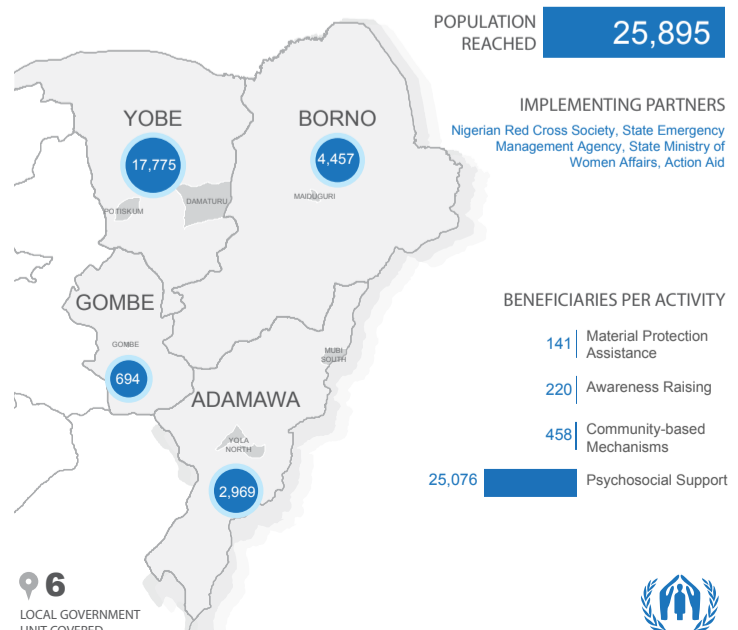 POPULATION
REACHED
25,895
IMPLEMENTING PARTNERS
Nigerian Red Cross Society, State Emergency
Management Agency, State Ministry of
Women Affairs, Action Aid
YOBE
17,775
BORNO
4,457
POTISKUM
DAMATURU
MAIDUGURI
GOMBE
GOMBE
694
MUBI
SOUTH
ADAMAWA
YOLA
NORTH
2,969
BENEFICIARIES PER ACTIVITY
141 Material Protection
Assistance
220 Awareness Raising
458 Community-based
Mechanisms
25,076 Psychosocial Support
6
LOCAL GOVERNMENT
UNIT COVERED